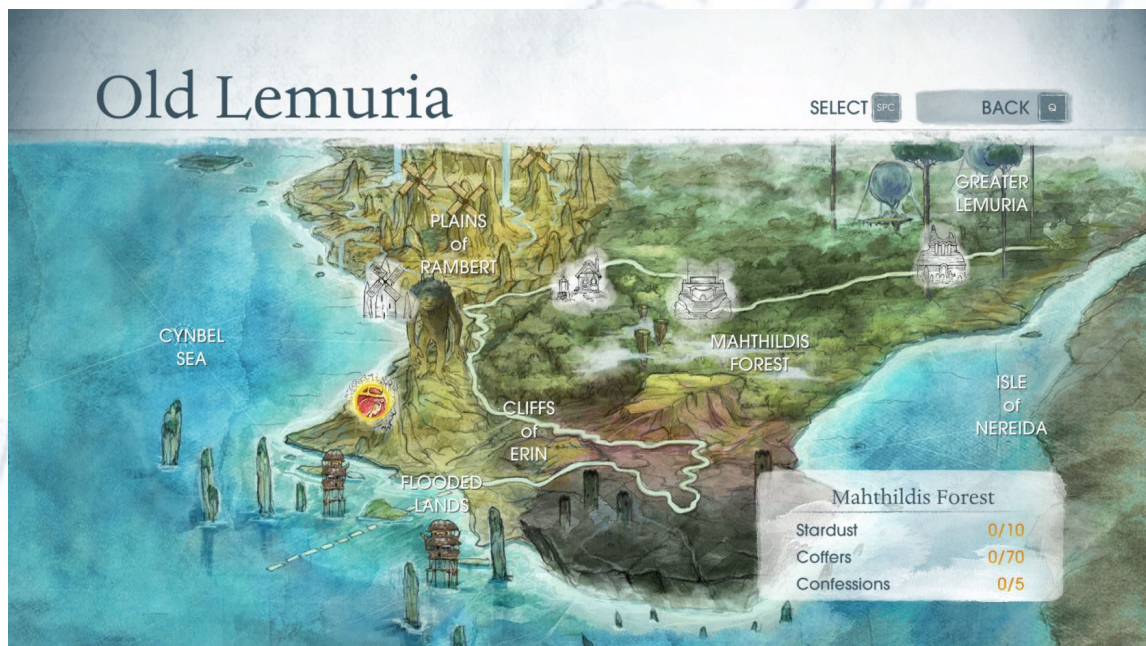 Old Lemuria
SELECT SPC
BACK Q
GREATER
LEMURIA
PLAINS
of
RAMBERT
CYNBEL
SEA
MAHTHILDIS
FOREST
ISLE
of
NEREIDA
CLIFFS
of
ERIN
FLOODED
LANDS
Mahthildis Forest
Stardust 0/10
Coffers 0/70
Confessions 0/5